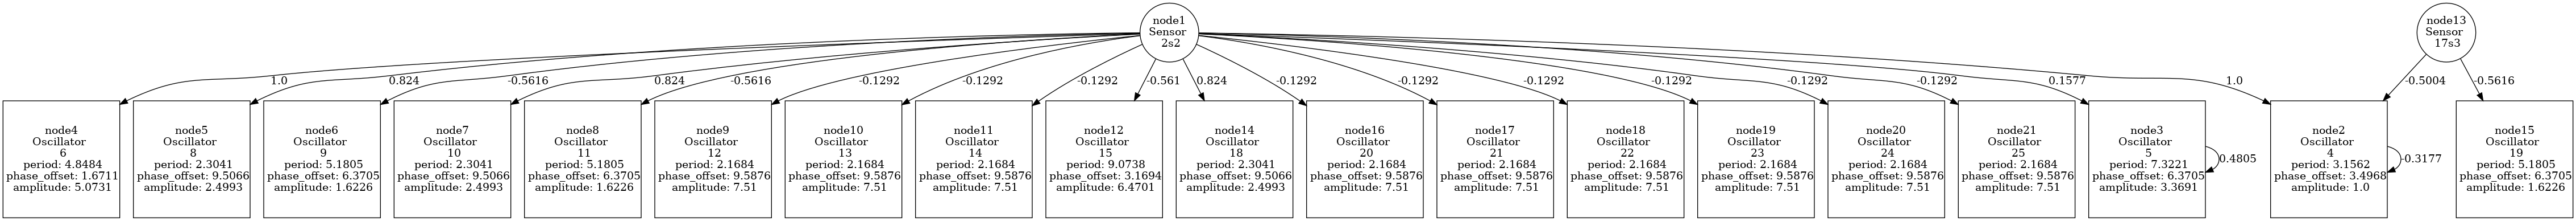 node1
Sensor
2s2
node13
Sensor
17s3
1.0
0.824
-0.5616
0.824
-0.5616
-0.1292
-0.1292
-0.1292
-0.561
0.824
-0.1292
-0.1292
-0.1292
-0.1292
-0.1292
-0.1292
0.1577
1.0
-0.5004
-0.5616
node4
Oscillator
6
period: 4.8484
phase_offset: 1.6711
amplitude: 5.0731
node5
Oscillator
8
period: 2.3041
phase_offset: 9.5066
amplitude: 2.4993
node6
Oscillator
9
period: 5.1805
phase_offset: 6.3705
amplitude: 1.6226
node7
Oscillator
10
period: 2.3041
phase_offset: 9.5066
amplitude: 2.4993
node8
Oscillator
11
period: 5.1805
phase_offset: 6.3705
amplitude: 1.6226
node9
Oscillator
12
period: 2.1684
phase_offset: 9.5876
amplitude: 7.51
node10
Oscillator
13
period: 2.1684
phase_offset: 9.5876
amplitude: 7.51
node11
Oscillator
14
period: 2.1684
phase_offset: 9.5876
amplitude: 7.51
node12
Oscillator
15
period: 9.0738
phase_offset: 3.1694
amplitude: 6.4701
node14
Oscillator
18
period: 2.3041
phase_offset: 9.5066
amplitude: 2.4993
node16
Oscillator
20
period: 2.1684
phase_offset: 9.5876
amplitude: 7.51
node17
Oscillator
21
period: 2.1684
phase_offset: 9.5876
amplitude: 7.51
node18
Oscillator
22
period: 2.1684
phase_offset: 9.5876
amplitude: 7.51
node19
Oscillator
23
period: 2.1684
phase_offset: 9.5876
amplitude: 7.51
node20
Oscillator
24
period: 2.1684
phase_offset: 9.5876
amplitude: 7.51
node21
Oscillator
25
period: 2.1684
phase_offset: 9.5876
amplitude: 7.51
node3
Oscillator
5
period: 7.3221
phase_offset: 6.3705
amplitude: 3.3691
0.4805
node2
Oscillator
4
period: 3.1562
phase_offset: 3.4968
amplitude: 1.0
-0.3177
node15
Oscillator
19
period: 5.1805
phase_offset: 6.3705
amplitude: 1.6226